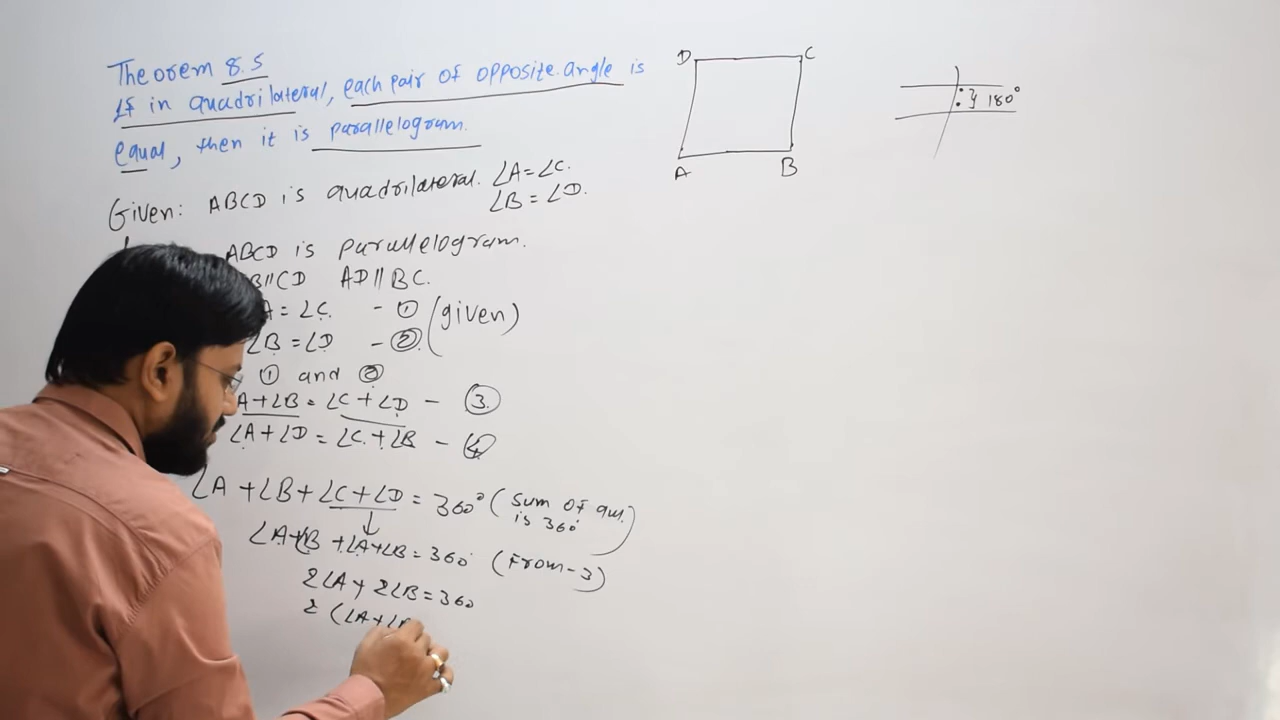 Theorem 8.5
If in quadrilateral, each pair of opposite angle is
equal, then it is parallelogram.
Given: ABCD is quadrilateral. ∠A=∠C.
∠B=∠D.
ABCD is parallelogram.
B∥CD AD∥BC.
A=∠C. - ① (given)
∠B=∠D - ②
① and ②
A+∠B=∠C+∠D - ③
∠A+∠D=∠C+∠B - ④
∠A+∠B+∠C+∠D=360° (Sum of qu.
is 360°)
∠A+∠B+∠A+∠B=360° (From-3)
2∠A+2∠B=360
2(∠A+∠B
D C
A B
} 180°